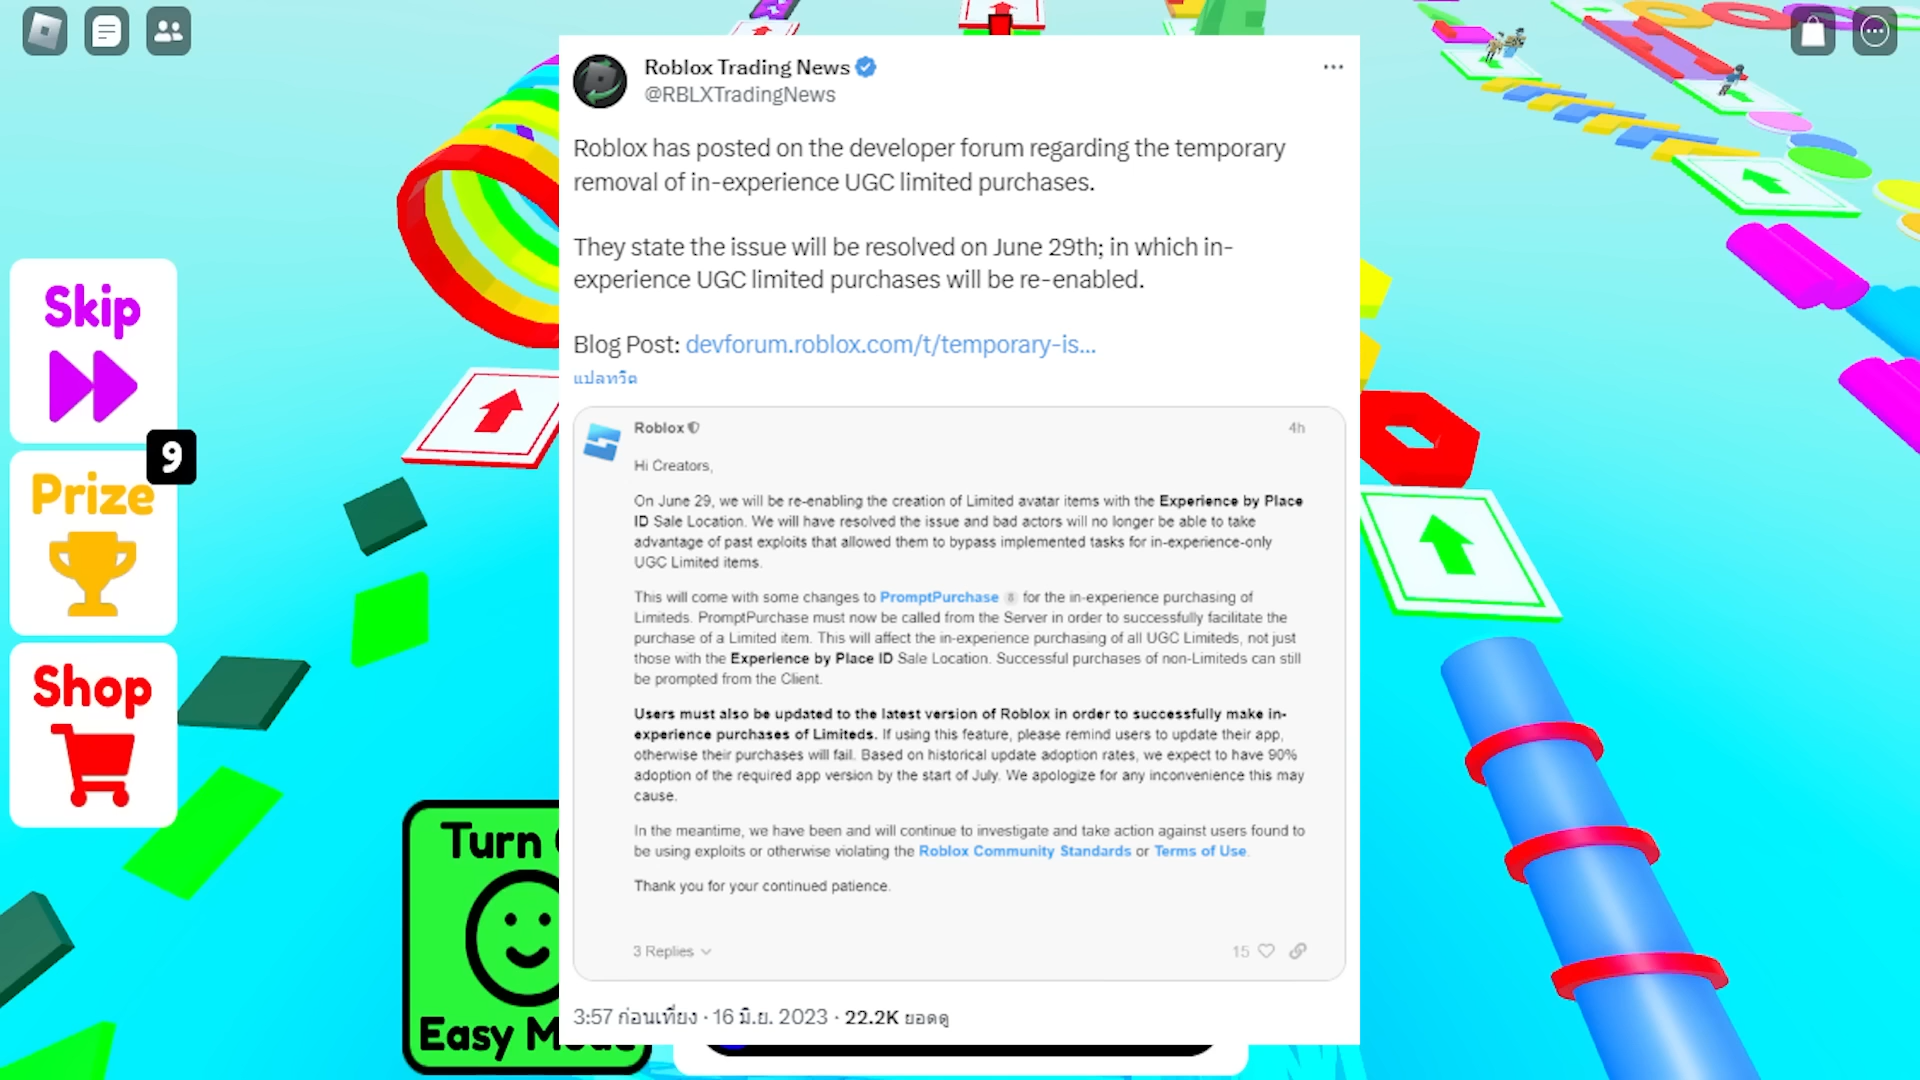 Roblox Trading News
@RBLXTradingNews
Roblox has posted on the developer forum regarding the temporary
removal of in-experience UGC limited purchases.
They state the issue will be resolved on June 29th; in which in-
experience UGC limited purchases will be re-enabled.
Blog Post: devforum.roblox.com/t/temporary-is...
แปลทวีต
Roblox
4h
Hi Creators,
On June 29, we will be re-enabling the creation of Limited avatar items with the Experience by Place
ID Sale Location. We will have resolved the issue and bad actors will no longer be able to take
advantage of past exploits that allowed them to bypass implemented tasks for in-experience-only
UGC Limited items.
This will come with some changes to PromptPurchase 8 for the in-experience purchasing of
Limiteds. PromptPurchase must now be called from the Server in order to successfully facilitate the
purchase of a Limited item. This will affect the in-experience purchasing of all UGC Limiteds, not just
those with the Experience by Place ID Sale Location. Successful purchases of non-Limiteds can still
be prompted from the Client.
Users must also be updated to the latest version of Roblox in order to successfully make in-
experience purchases of Limiteds. If using this feature, please remind users to update their app,
otherwise their purchases will fail. Based on historical update adoption rates, we expect to have 90%
adoption of the required app version by the start of July. We apologize for any inconvenience this may
cause.
In the meantime, we have been and will continue to investigate and take action against users found to
be using exploits or otherwise violating the Roblox Community Standards or Terms of Use.
Thank you for your continued patience.
3 Replies
15
3:57 ก่อนเที่ยง · 16 มิ.ย. 2023 · 22.2K ยอดดู
Skip
9
Prize
Shop
Turn
Easy